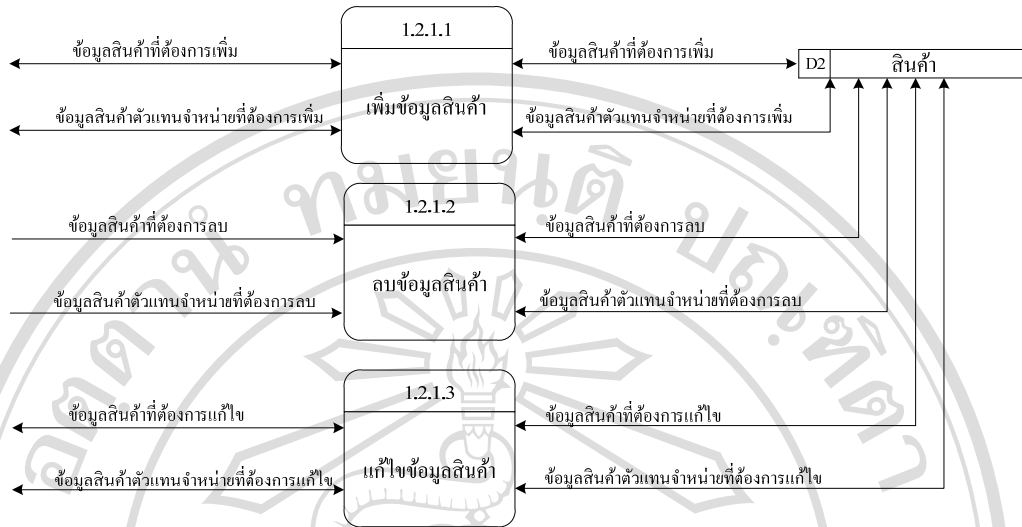 1.2.1.1
ข้อมูลสินค้าที่ต้องการเพิ่ม
ข้อมูลสินค้าที่ต้องการเพิ่ม
D2 สินค้า
เพิ่มข้อมูลสินค้า
ข้อมูลสินค้าตัวแทนจำหน่ายที่ต้องการเพิ่ม
ข้อมูลสินค้าตัวแทนจำหน่ายที่ต้องการเพิ่ม
1.2.1.2
ข้อมูลสินค้าที่ต้องการลบ
ข้อมูลสินค้าที่ต้องการลบ
ลบข้อมูลสินค้า
ข้อมูลสินค้าตัวแทนจำหน่ายที่ต้องการลบ
ข้อมูลสินค้าตัวแทนจำหน่ายที่ต้องการลบ
1.2.1.3
ข้อมูลสินค้าที่ต้องการแก้ไข
ข้อมูลสินค้าที่ต้องการแก้ไข
แก้ไขข้อมูลสินค้า
ข้อมูลสินค้าตัวแทนจำหน่ายที่ต้องการแก้ไข
ข้อมูลสินค้าตัวแทนจำหน่ายที่ต้องการแก้ไข
อตฺตานํ ทมยนฺติ ปณฺฑิตา